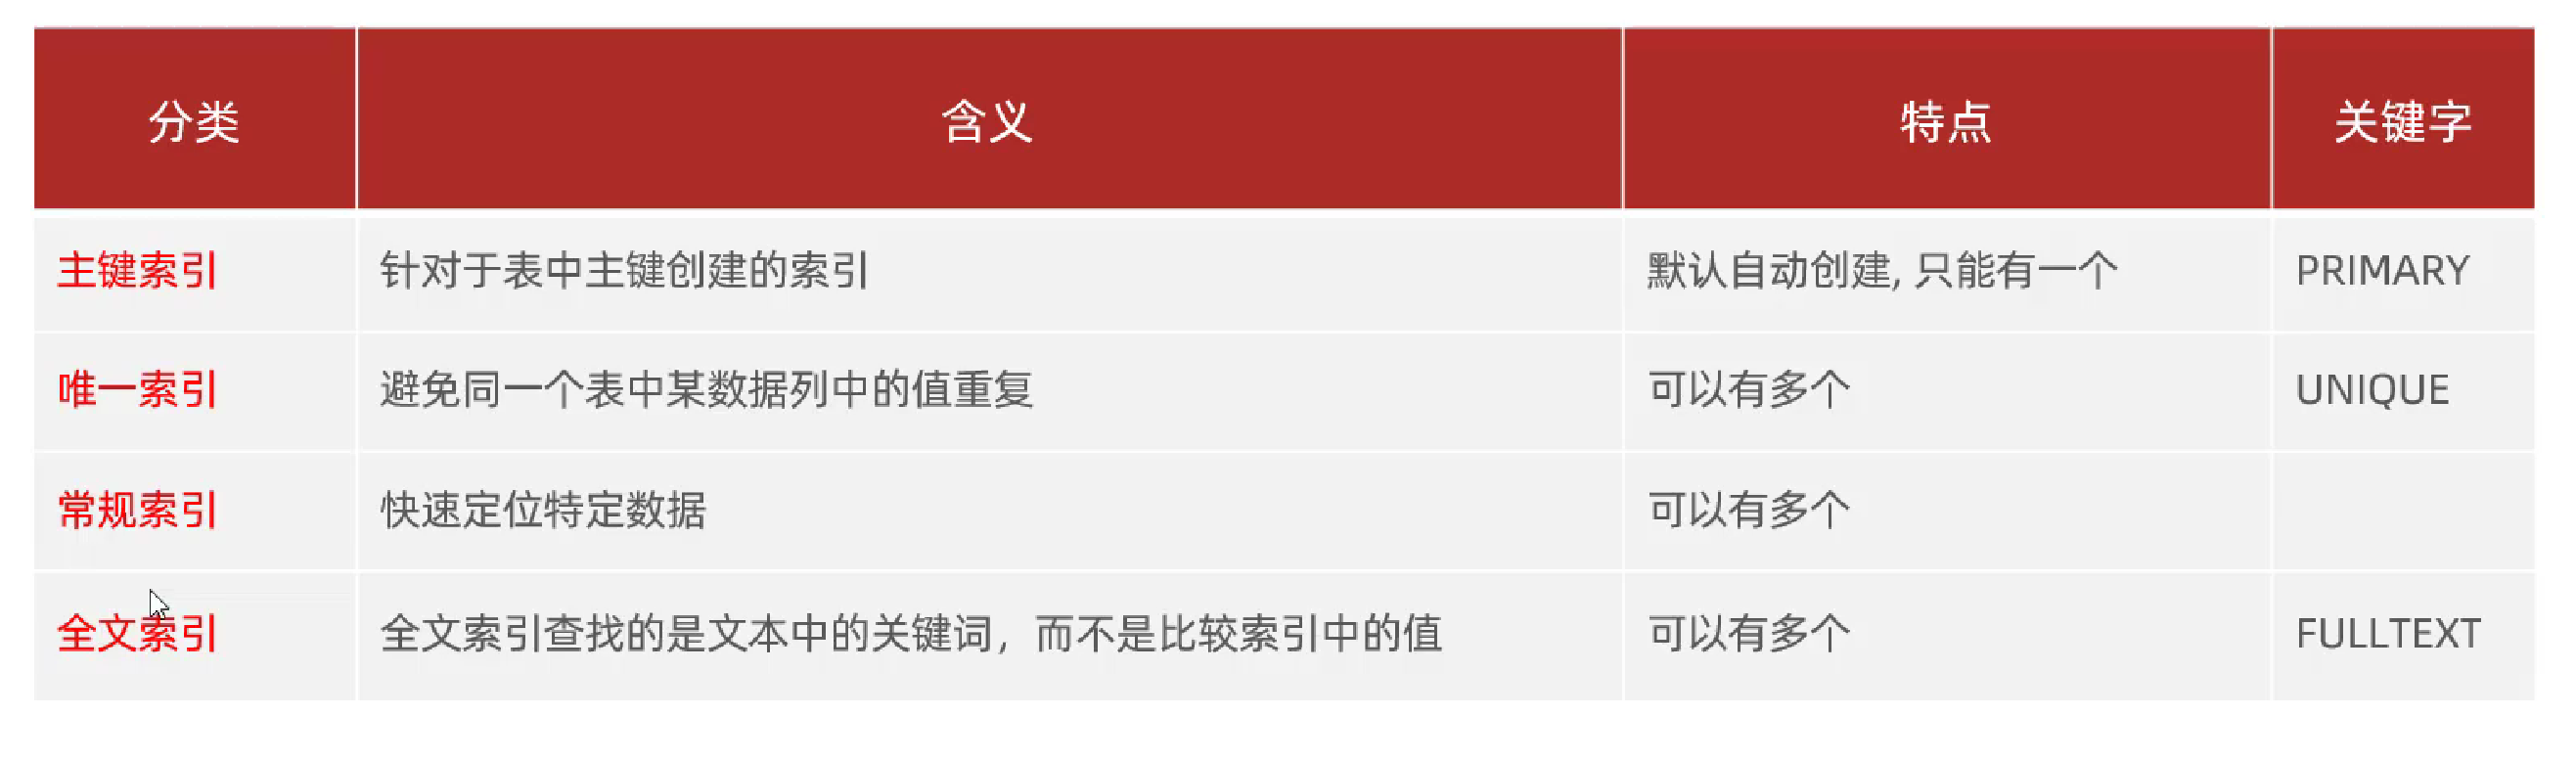 分类 含义 特点 关键字
主键索引 针对于表中主键创建的索引 默认自动创建, 只能有一个 PRIMARY
唯一索引 避免同一个表中某数据列中的值重复 可以有多个 UNIQUE
常规索引 快速定位特定数据 可以有多个
全文索引 全文索引查找的是文本中的关键词，而不是比较索引中的值 可以有多个 FULLTEXT